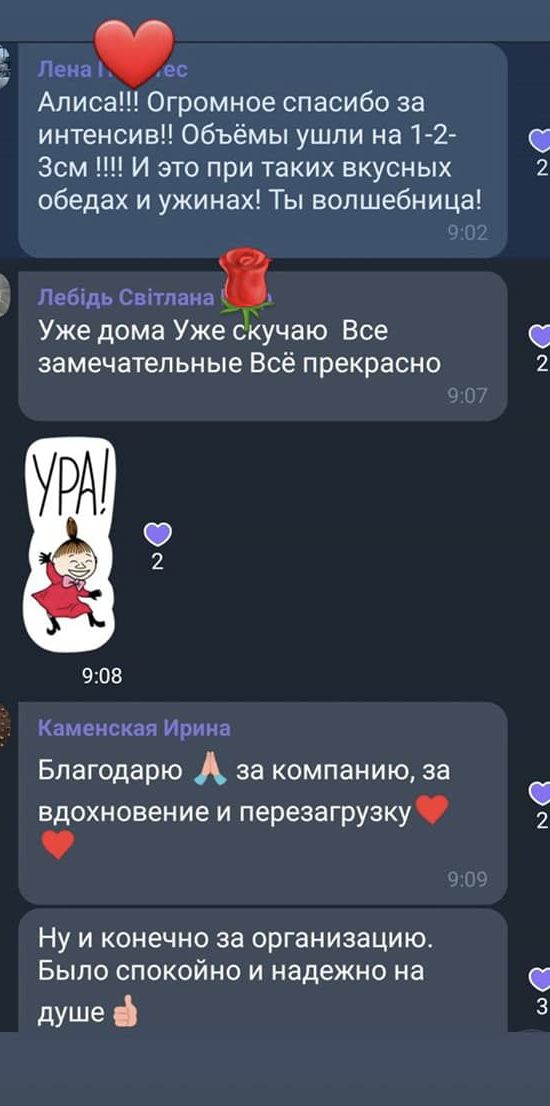 Лена
Алиса!!! Огромное спасибо за
интенсив!! Объёмы ушли на 1-2-
3см !!!! И это при таких вкусных
обедах и ужинах! Ты волшебница!
9:02
2
Лебідь Світлана
Уже дома Уже скучаю Все
замечательные Всё прекрасно
9:07
2
УРА!
2
9:08
Каменская Ирина
Благодарю 🙏 за компанию, за
вдохновение и перезагрузку❤️
❤️
9:09
2
Ну и конечно за организацию.
Было спокойно и надежно на
душе 👍
3